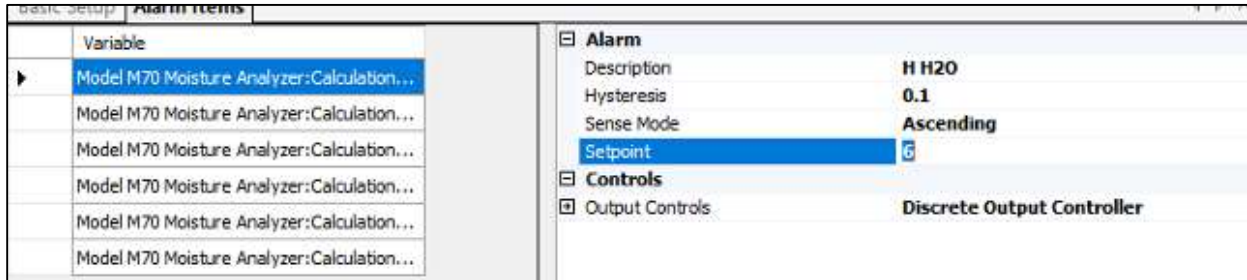 Basic Setup Alarm Items
Variable
Model M70 Moisture Analyzer:Calculation...
Model M70 Moisture Analyzer:Calculation...
Model M70 Moisture Analyzer:Calculation...
Model M70 Moisture Analyzer:Calculation...
Model M70 Moisture Analyzer:Calculation...
Model M70 Moisture Analyzer:Calculation...
Alarm
Description H H2O
Hysteresis 0.1
Sense Mode Ascending
Setpoint 6
Controls
Output Controls Discrete Output Controller